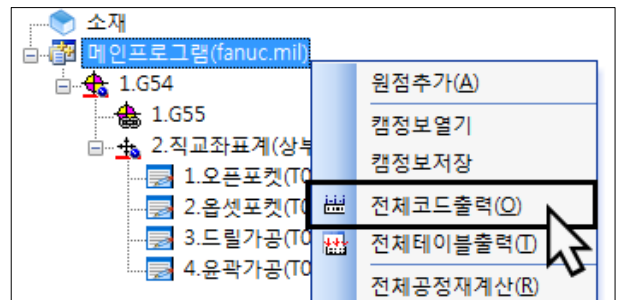 소재
메인프로그램(fanuc.mil)
1.G54
1.G55
2.직교좌표계(상부
1.오픈포켓(T0
2.옵셋포켓(T0
3.드릴가공(T0
4.윤곽가공(T0
원점추가(A)
캠정보열기
캠정보저장
전체코드출력(O)
전체테이블출력(T)
전체공정재계산(R)